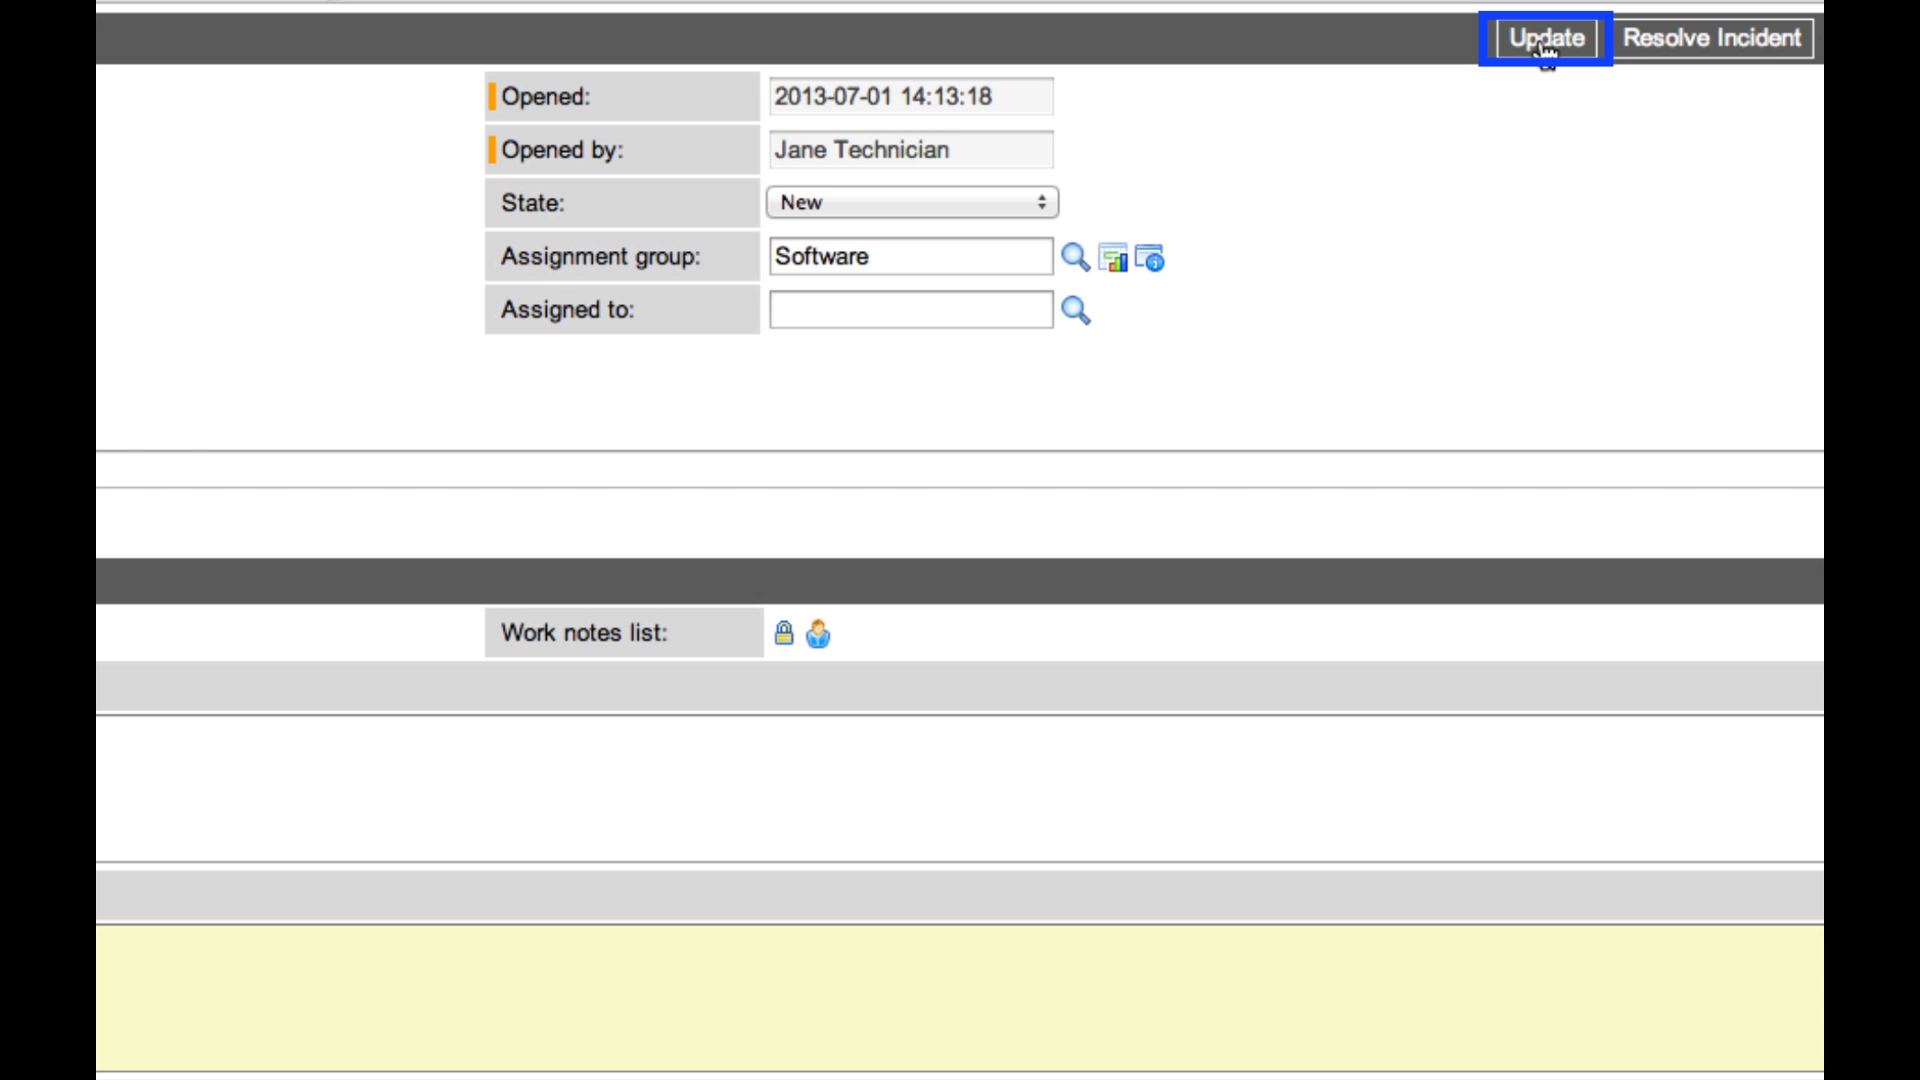 Update Resolve Incident
Opened: 2013-07-01 14:13:18
Opened by: Jane Technician
State: New
Assignment group: Software
Assigned to:
Work notes list: